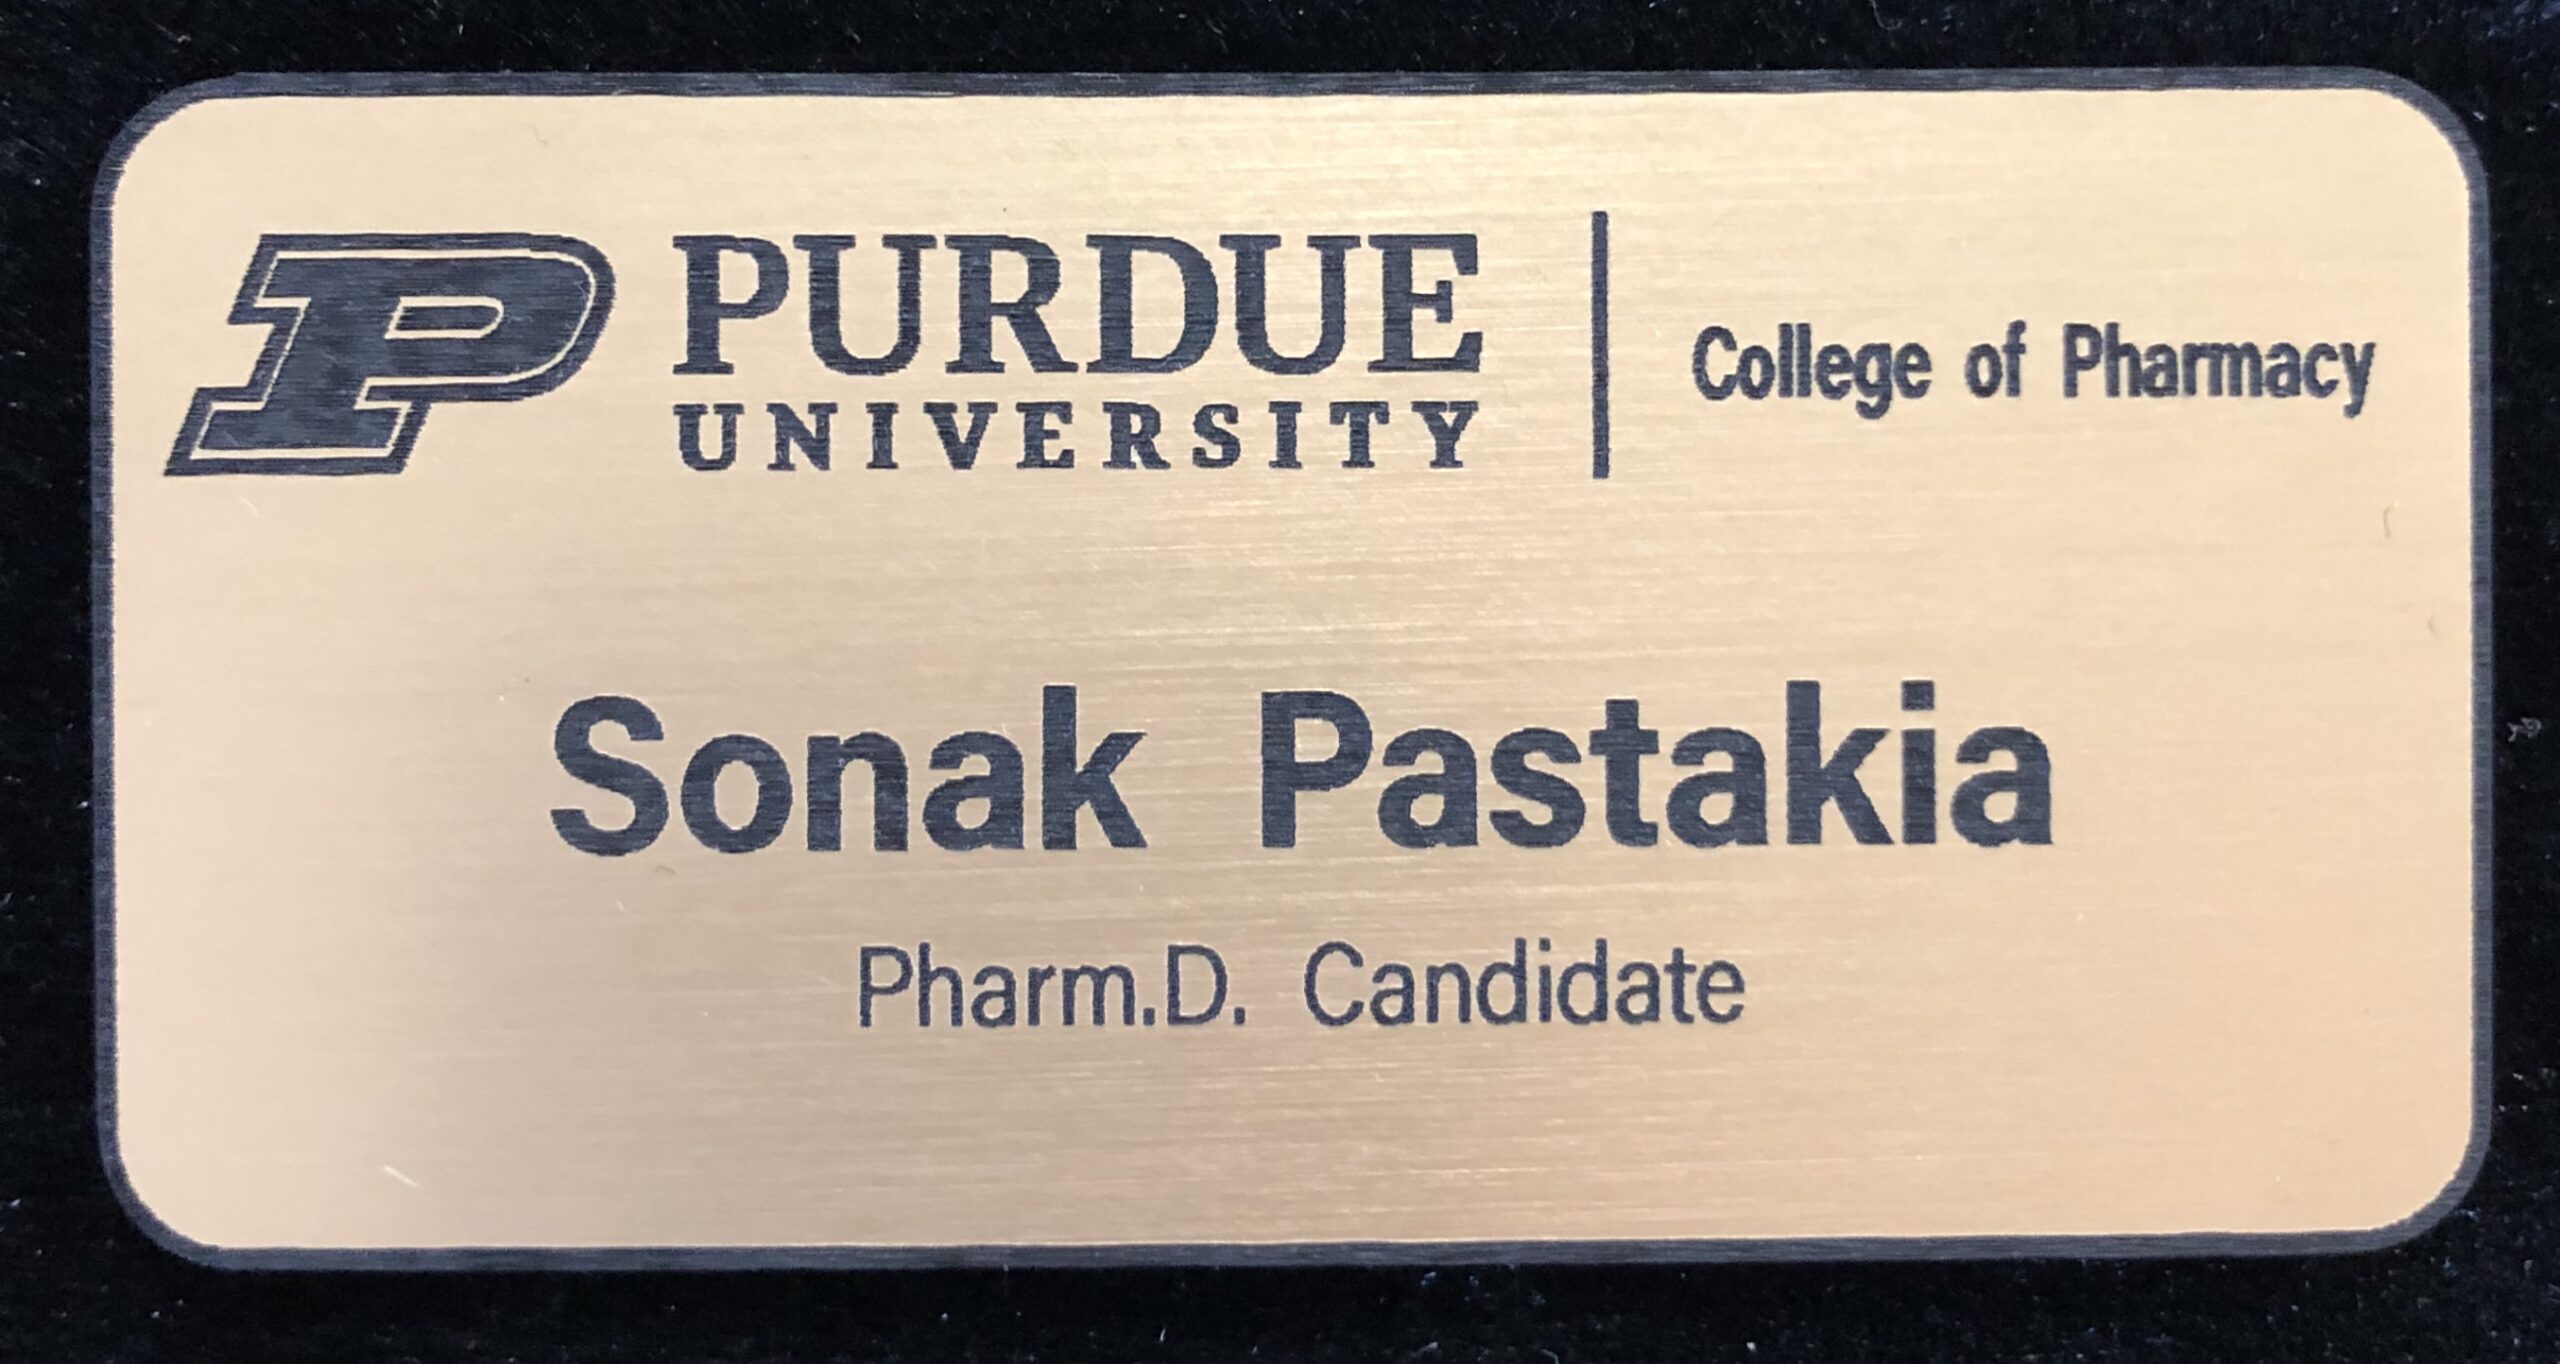 P PURDUE
UNIVERSITY
College of Pharmacy
Sonak Pastakia
Pharm.D. Candidate